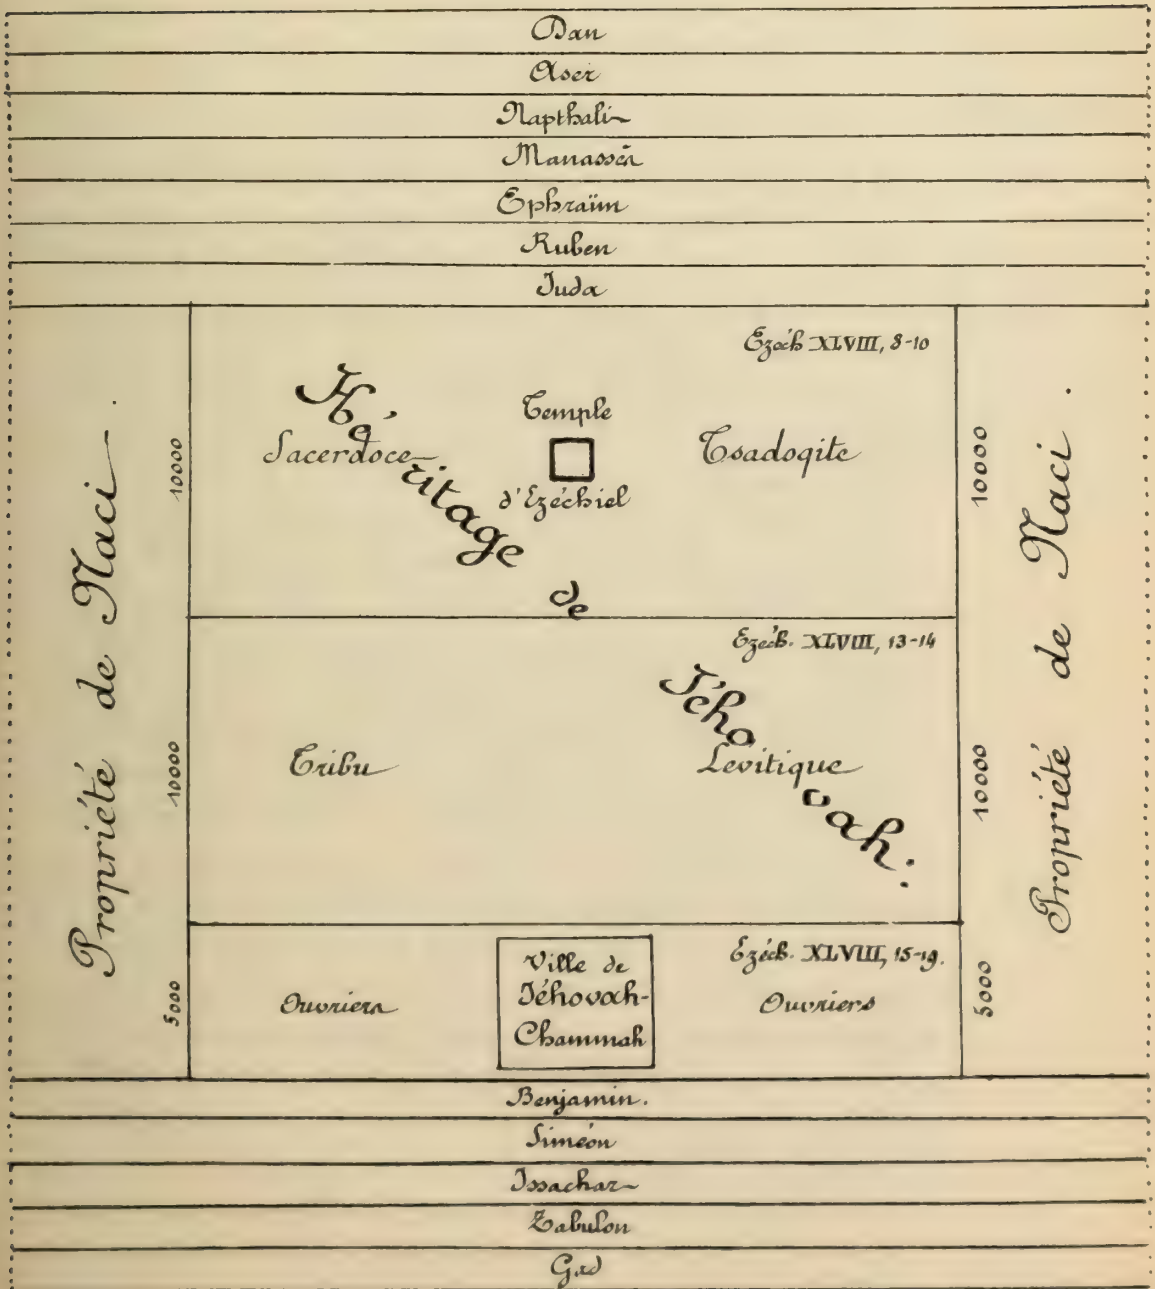 Dan
Aser
Napthali
Manassé
Ephraïm
Ruben
Juda
Ezéch XLVIII, 8-10
Héritage de Jéhovah.
Temple
Sacerdoce
Tsadoqite
d'Ezéchiel
10000
10000
Propriété de Naci.
Propriété de Naci.
Ezéch. XLVIII, 13-14
Tribu
Lévitique
10000
10000
Ezéch. XLVIII, 15-19.
Ville de
Jéhovah-
Chammah
Ouvriers
Ouvriers
5000
5000
Benjamin.
Siméon
Issachar
Zabulon
Gad